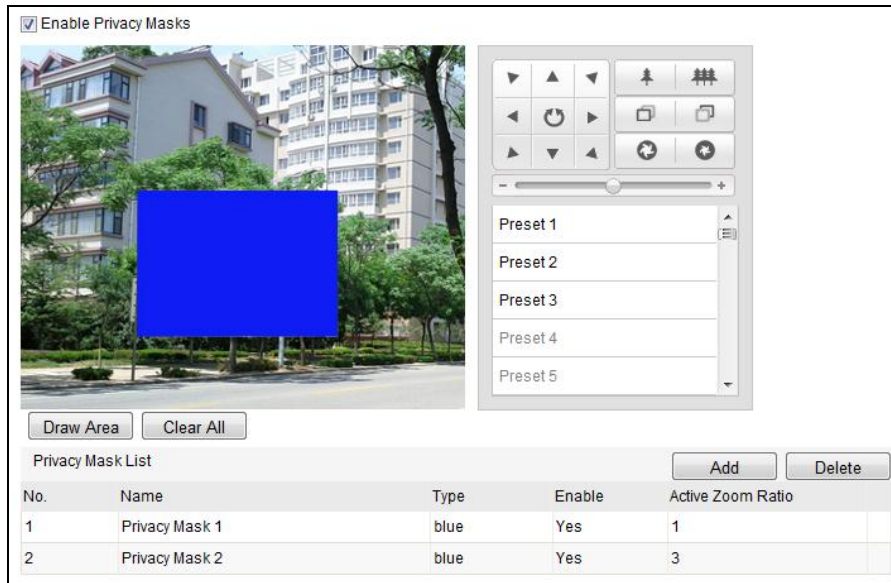 Enable Privacy Masks
Preset 1
Preset 2
Preset 3
Preset 4
Preset 5
Draw Area Clear All
Privacy Mask List Add Delete
No. Name Type Enable Active Zoom Ratio
1 Privacy Mask 1 blue Yes 1
2 Privacy Mask 2 blue Yes 3